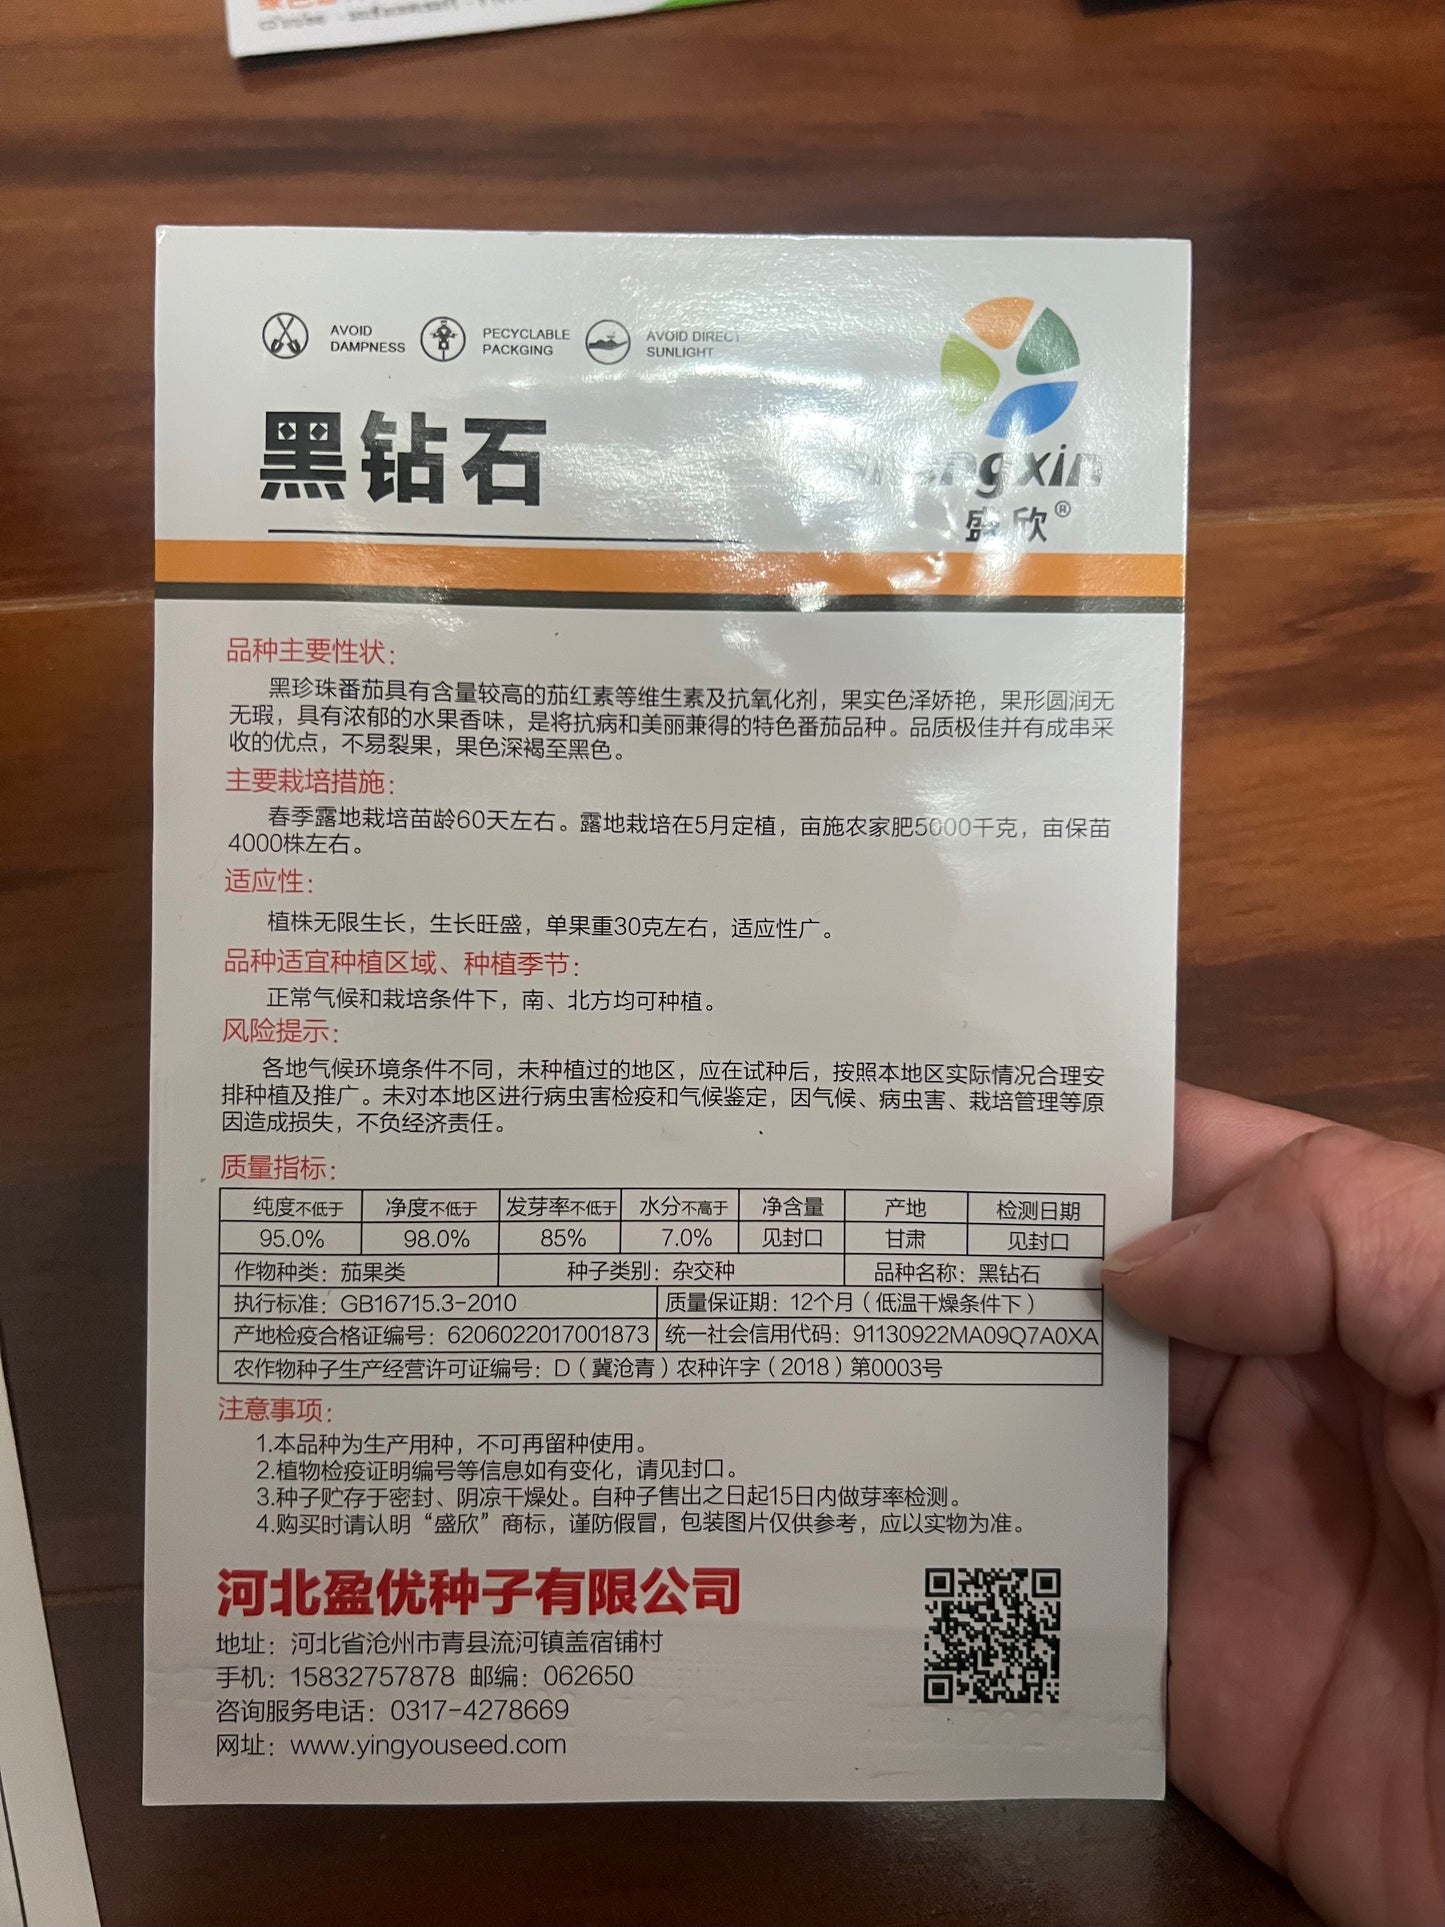 AVOID
DAMPNESS
PECYCLABLE
PACKGING
AVOID DIRECT
SUNLIGHT
黑钻石
ngxin
盛欣®
品种主要性状：
黑珍珠番茄具有含量较高的茄红素等维生素及抗氧化剂，果实色泽娇艳，果形圆润无
无瑕，具有浓郁的水果香味，是将抗病和美丽兼得的特色番茄品种。品质极佳并有成串采
收的优点，不易裂果，果色深褐至黑色。
主要栽培措施：
春季露地栽培苗龄60天左右。露地栽培在5月定植，亩施农家肥5000千克，亩保苗
4000株左右。
适应性：
植株无限生长，生长旺盛，单果重30克左右，适应性广。
品种适宜种植区域、种植季节：
正常气候和栽培条件下，南、北方均可种植。
风险提示：
各地气候环境条件不同，未种植过的地区，应在试种后，按照本地区实际情况合理安
排种植及推广。未对本地区进行病虫害检疫和气候鉴定，因气候、病虫害、栽培管理等原
因造成损失，不负经济责任。
质量指标：
纯度不低于 净度不低于 发芽率不低于 水分不高于 净含量 产地 检测日期
95.0% 98.0% 85% 7.0% 见封口 甘肃 见封口
作物种类：茄果类 种子类别：杂交种 品种名称：黑钻石
执行标准：GB16715.3-2010 质量保证期：12个月（低温干燥条件下）
产地检疫合格证编号：6206022017001873 统一社会信用代码：91130922MA09Q7A0XA
农作物种子生产经营许可证编号：D（冀沧青）农种许字（2018）第0003号
注意事项：
1.本品种为生产用种，不可再留种使用。
2.植物检疫证明编号等信息如有变化，请见封口。
3.种子贮存于密封、阴凉干燥处。自种子售出之日起15日内做芽率检测。
4.购买时请认明“盛欣”商标，谨防假冒，包装图片仅供参考，应以实物为准。
河北盈优种子有限公司
地址：河北省沧州市青县流河镇盖宿铺村
手机：15832757878 邮编：062650
咨询服务电话：0317-4278669
网址：www.yingyouseed.com